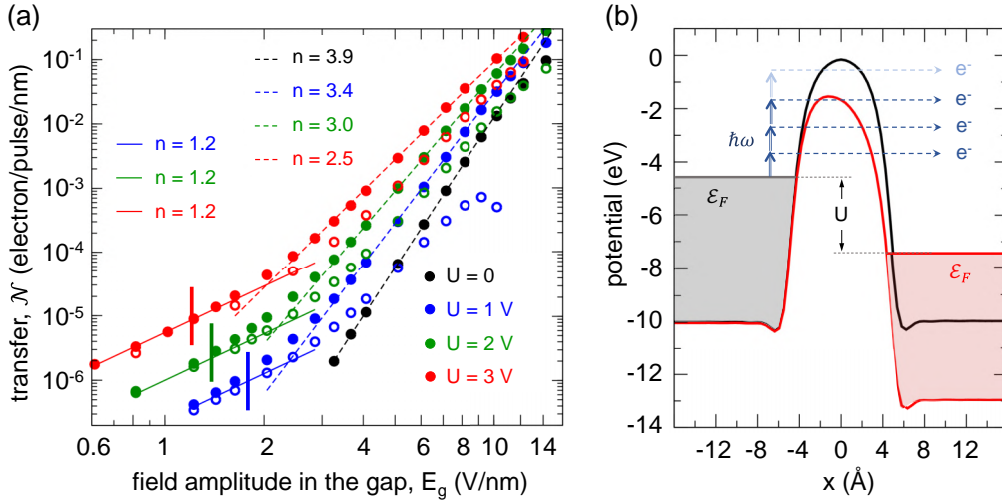 (a)
transfer, 𝒩 (electron/pulse/nm)
10⁻¹
10⁻²
10⁻³
10⁻⁴
10⁻⁵
10⁻⁶
n = 3.9
n = 3.4
n = 3.0
n = 2.5
n = 1.2
n = 1.2
n = 1.2
U = 0
U = 1 V
U = 2 V
U = 3 V
0.6 1 2 4 6 8 10 14
field amplitude in the gap, E_g (V/nm)
(b)
potential (eV)
0
-2
-4
-6
-8
-10
-12
-14
e⁻
e⁻
e⁻
e⁻
ħω
ℰ_F
U
ℰ_F
-12 -8 -4 0 4 8 12
x (Å)